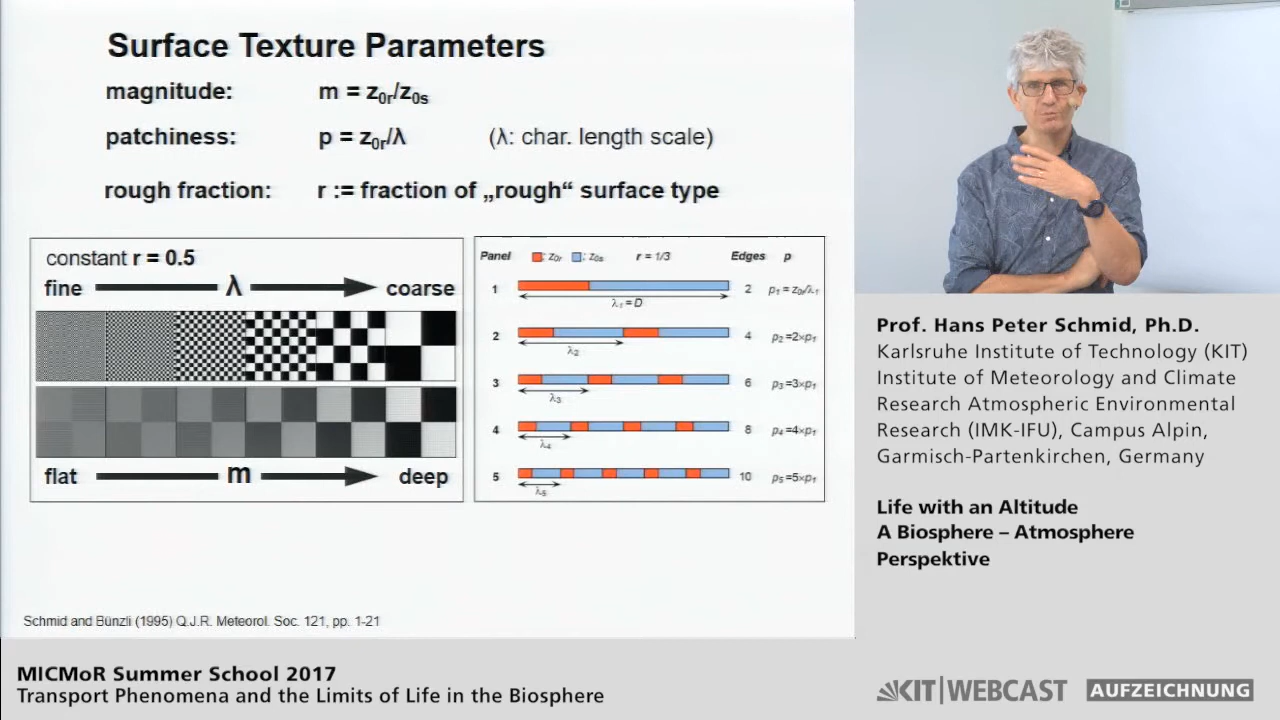 Surface Texture Parameters
magnitude: m = z0r/z0s
patchiness: p = z0r/λ (λ: char. length scale)
rough fraction: r := fraction of „rough“ surface type
constant r = 0.5
fine λ coarse
flat m deep
Panel : z0r : z0s r = 1/3 Edges p
1 2 p1 = z0r/λ1
λ1 = D
2 4 p2=2×p1
λ2
3 6 p3=3×p1
λ3
4 8 p4=4×p1
λ4
5 10 p5=5×p1
λ5
Schmid and Bünzli (1995) Q.J.R. Meteorol. Soc. 121, pp. 1-21
Prof. Hans Peter Schmid, Ph.D.
Karlsruhe Institute of Technology (KIT)
Institute of Meteorology and Climate
Research Atmospheric Environmental
Research (IMK-IFU), Campus Alpin,
Garmisch-Partenkirchen, Germany
Life with an Altitude
A Biosphere – Atmosphere
Perspektive
MICMoR Summer School 2017
Transport Phenomena and the Limits of Life in the Biosphere
KIT|WEBCAST AUFZEICHNUNG